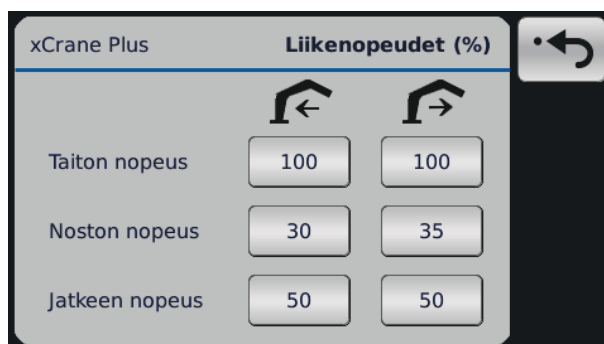 xCrane Plus Liikenopeudet (%)
Taiton nopeus 100 100
Noston nopeus 30 35
Jatkeen nopeus 50 50